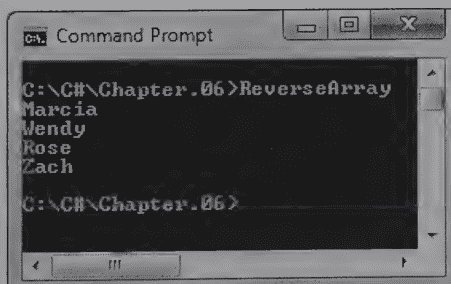 Command Prompt
C:\C#\Chapter.06>ReverseArray
Marcia
Wendy
Rose
Zach
C:\C#\Chapter.06>